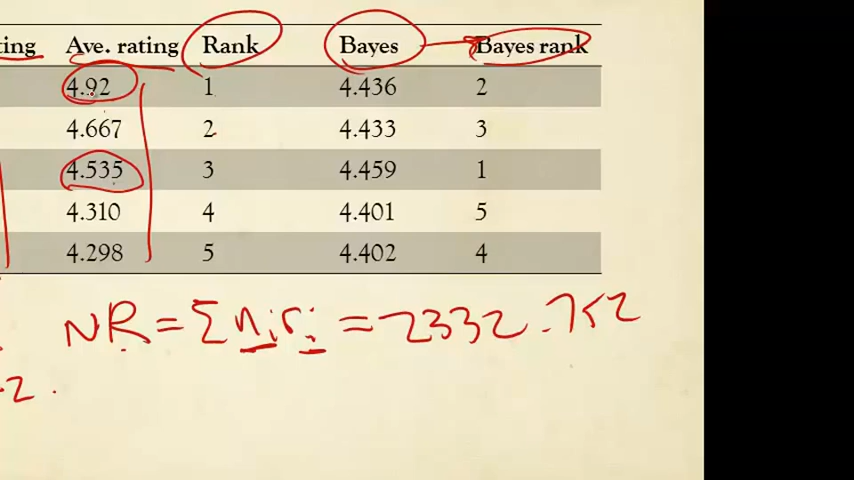 ting Ave. rating Rank Bayes Bayes rank
4.92 1 4.436 2
4.667 2 4.433 3
4.535 3 4.459 1
4.310 4 4.401 5
4.298 5 4.402 4
NR = Σ nᵢrᵢ = 2332.752
2.